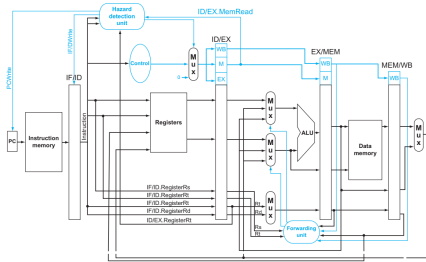 Hazard
detection
unit
ID/EX.MemRead
PCWrite
IF/IDWrite
ID/EX
WB
M
EX
Control
Mux
0
EX/MEM
WB
M
MEM/WB
WB
IF/ID
PC
Instruction
memory
Instruction
Registers
Mux
Mux
ALU
Data
memory
Mux
IF/ID.RegisterRs
IF/ID.RegisterRt
IF/ID.RegisterRt
IF/ID.RegisterRd
ID/EX.RegisterRt
Rt
Rd
Mux
Rs
Rt
Forwarding
unit